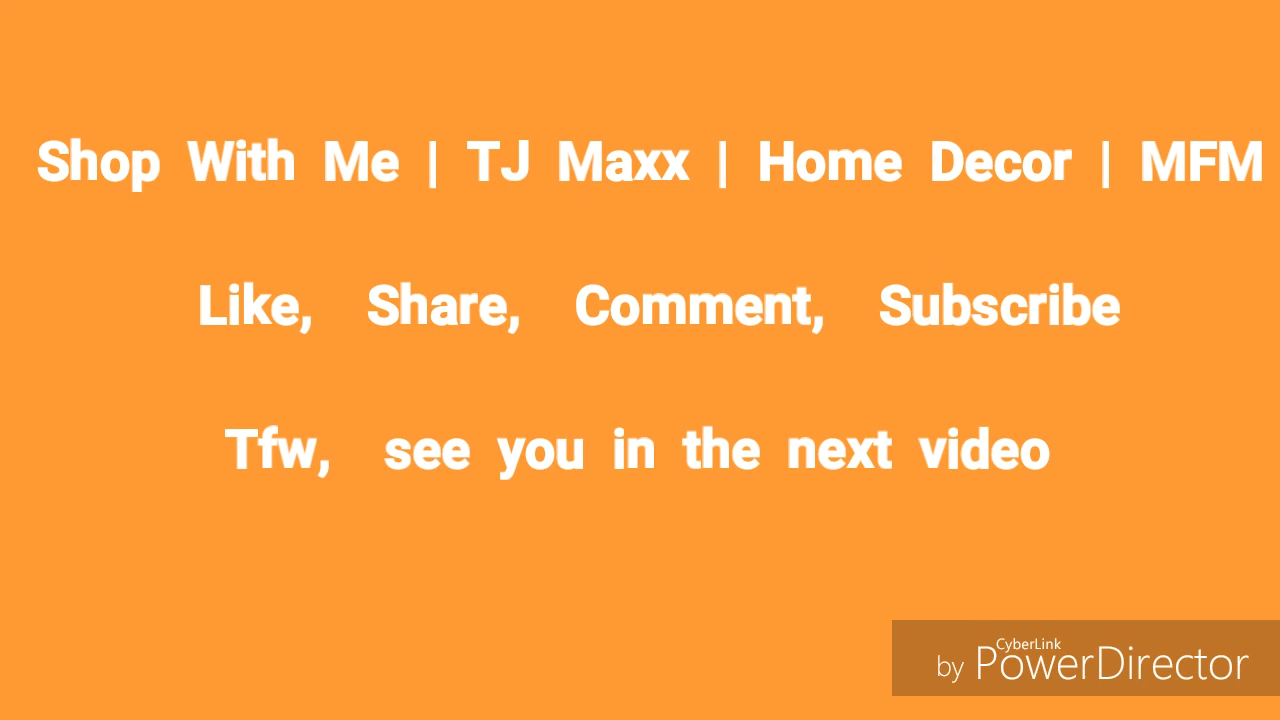 Shop With Me | TJ Maxx | Home Decor | MFM
Like, Share, Comment, Subscribe
Tfw, see you in the next video
CyberLink
by PowerDirector